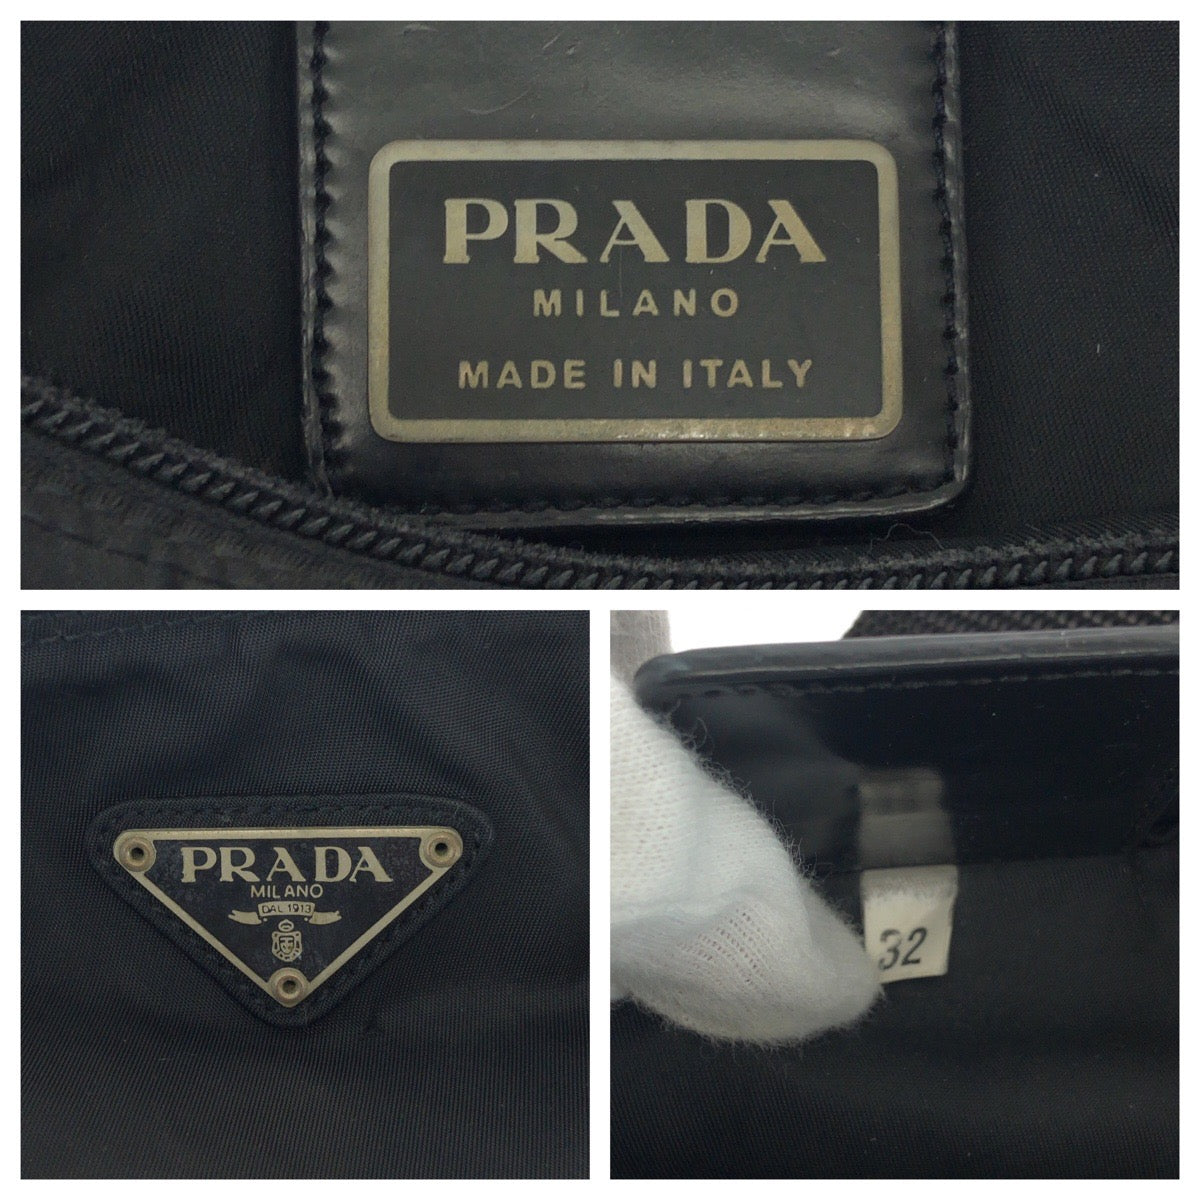 PRADA
MILANO
MADE IN ITALY
PRADA
MILANO
DAL 1913
32